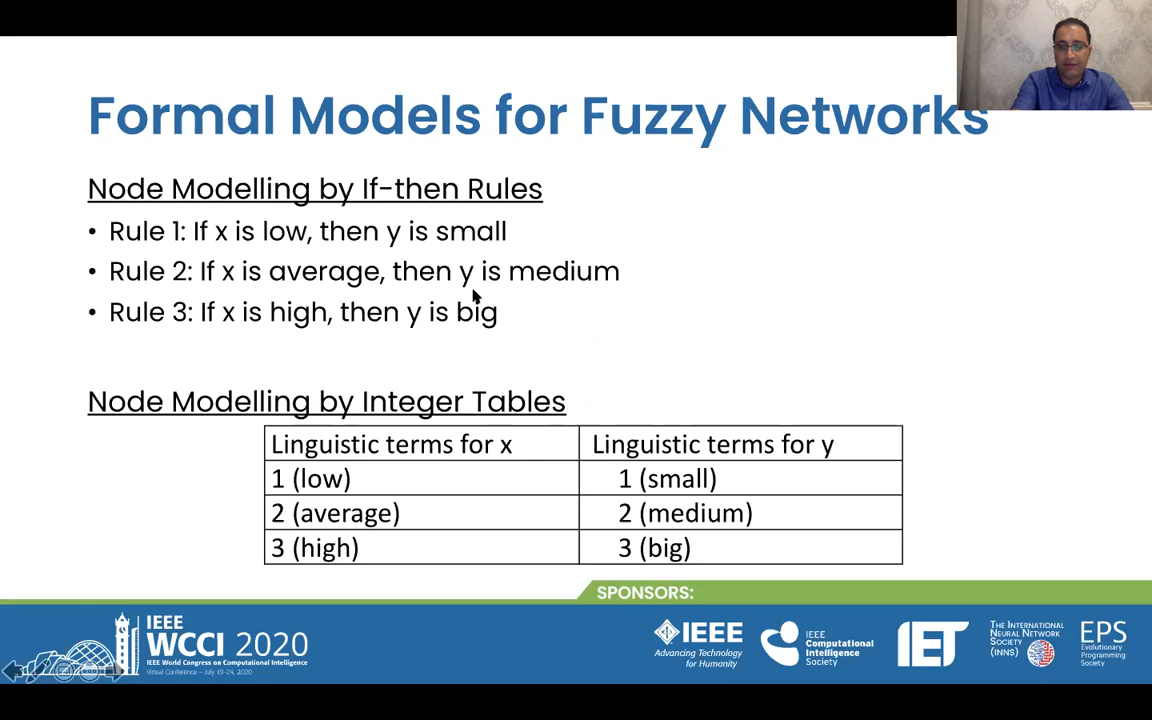 Formal Models for Fuzzy Networks
Node Modelling by If-then Rules
• Rule 1: If x is low, then y is small
• Rule 2: If x is average, then y is medium
• Rule 3: If x is high, then y is big
Node Modelling by Integer Tables
Linguistic terms for x Linguistic terms for y
1 (low) 1 (small)
2 (average) 2 (medium)
3 (high) 3 (big)
SPONSORS:
IEEE
WCCI 2020
IEEE World Congress on Computational Intelligence
Virtual Conference – July 19-24, 2020
IEEE
Advancing Technology
for Humanity
IEEE
Computational
Intelligence
Society
IET
THE INTERNATIONAL
NEURAL NETWORK
SOCIETY
(INNS)
EPS
Evolutionary
Programming
Society